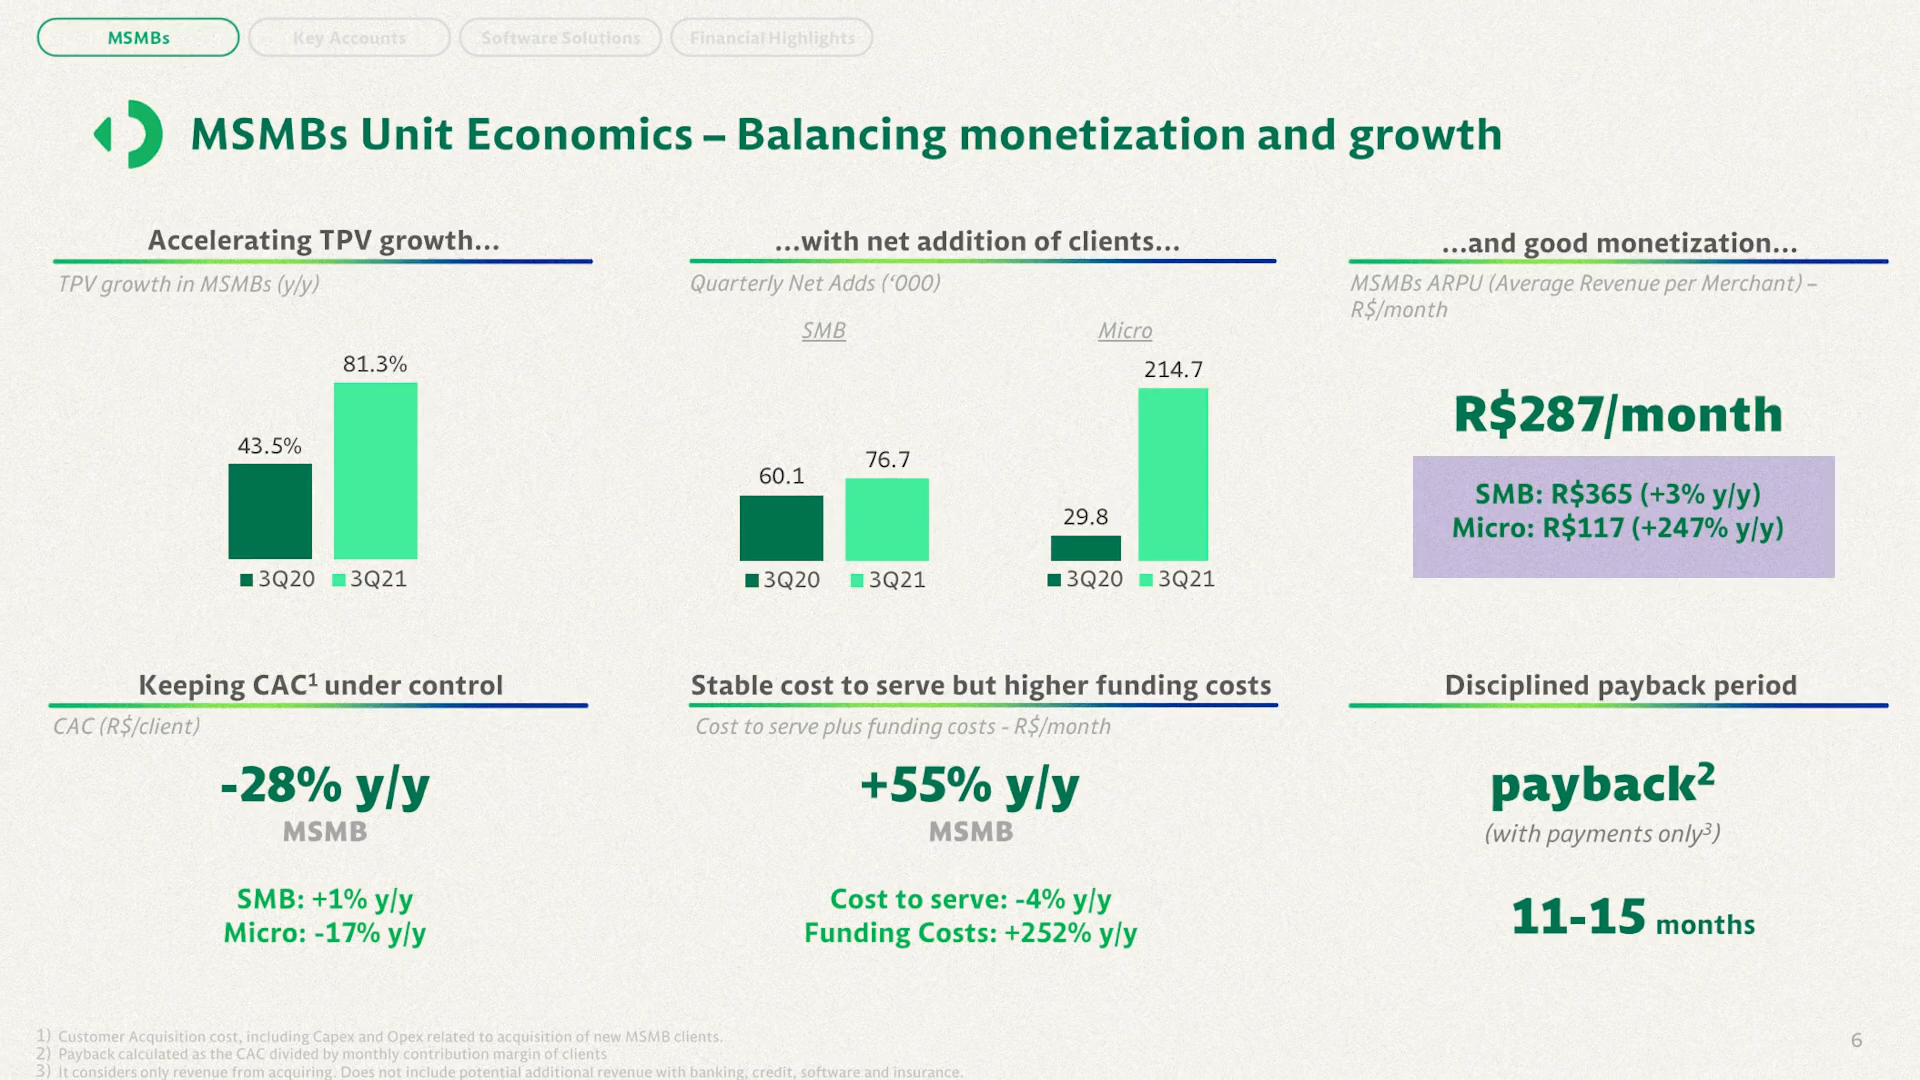 MSMBs
Key Accounts
Software Solutions
Financial Highlights
MSMBs Unit Economics – Balancing monetization and growth
Accelerating TPV growth...
TPV growth in MSMBs (y/y)
43.5%
81.3%
3Q20
3Q21
...with net addition of clients...
Quarterly Net Adds (‘000)
SMB
60.1
76.7
3Q20
3Q21
Micro
29.8
214.7
3Q20
3Q21
...and good monetization...
MSMBs ARPU (Average Revenue per Merchant) –
R$/month
R$287/month
SMB: R$365 (+3% y/y)
Micro: R$117 (+247% y/y)
Keeping CAC¹ under control
CAC (R$/client)
-28% y/y
MSMB
SMB: +1% y/y
Micro: -17% y/y
Stable cost to serve but higher funding costs
Cost to serve plus funding costs - R$/month
+55% y/y
MSMB
Cost to serve: -4% y/y
Funding Costs: +252% y/y
Disciplined payback period
payback²
(with payments only³)
11-15 months
1) Customer Acquisition cost, including Capex and Opex related to acquisition of new MSMB clients.
2) Payback calculated as the CAC divided by monthly contribution margin of clients
3) It considers only revenue from acquiring. Does not include potential additional revenue with banking, credit, software and insurance.
6